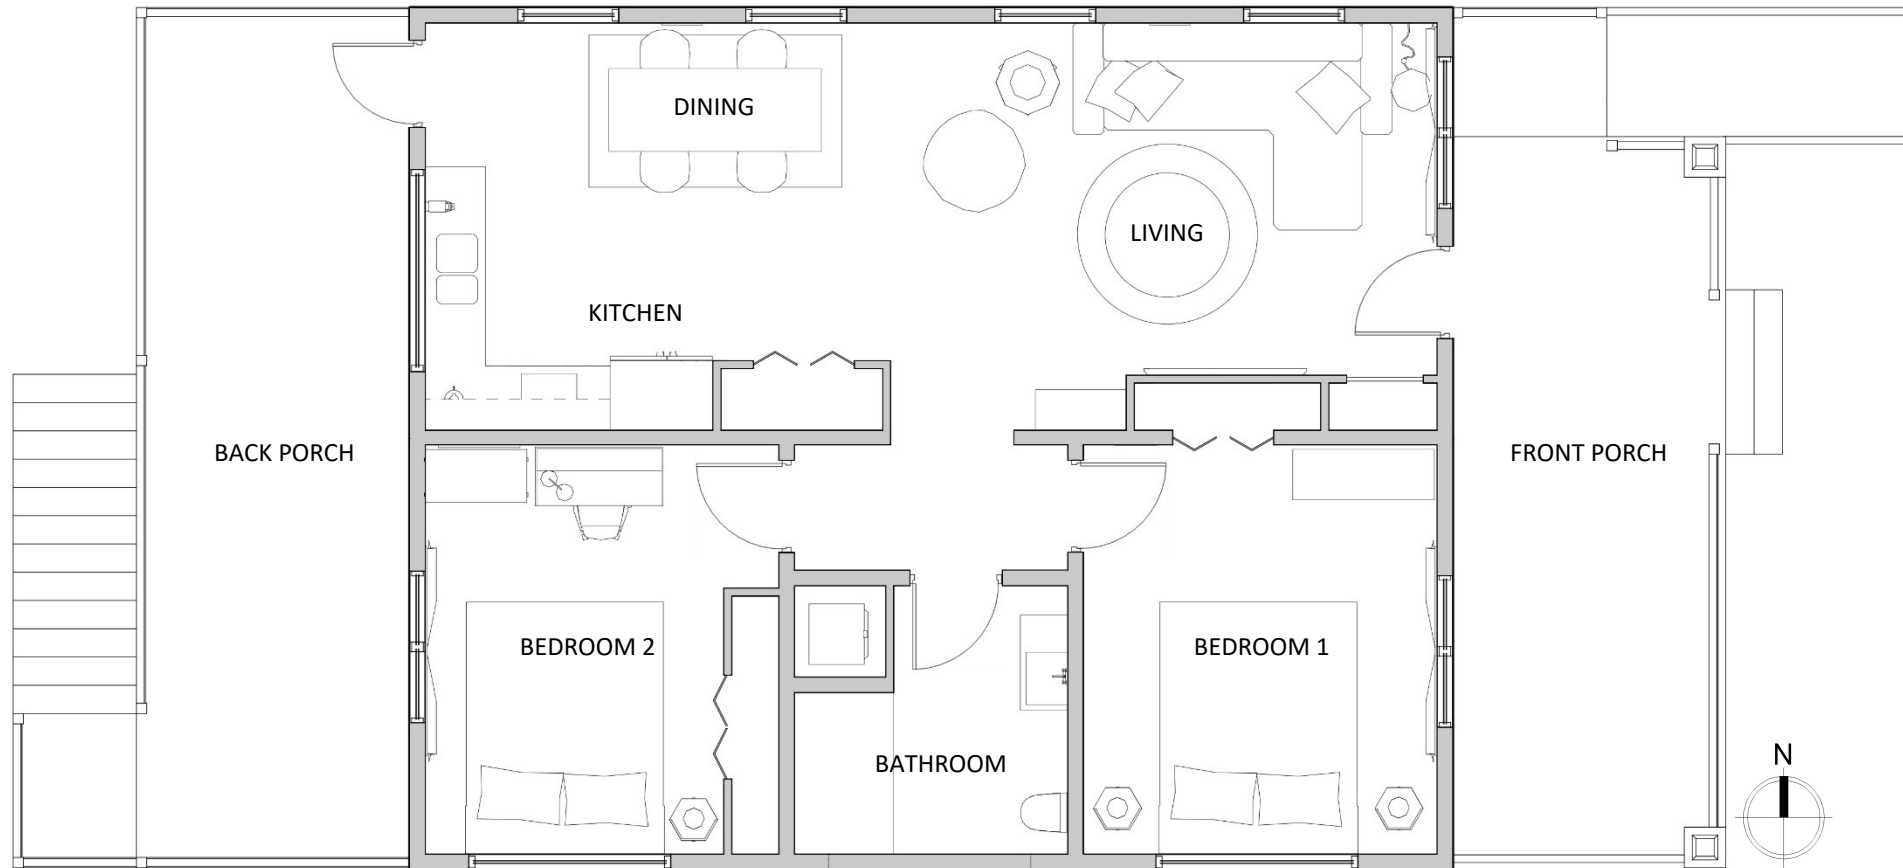 DINING
LIVING
KITCHEN
BACK PORCH
FRONT PORCH
BEDROOM 2
BEDROOM 1
BATHROOM
N